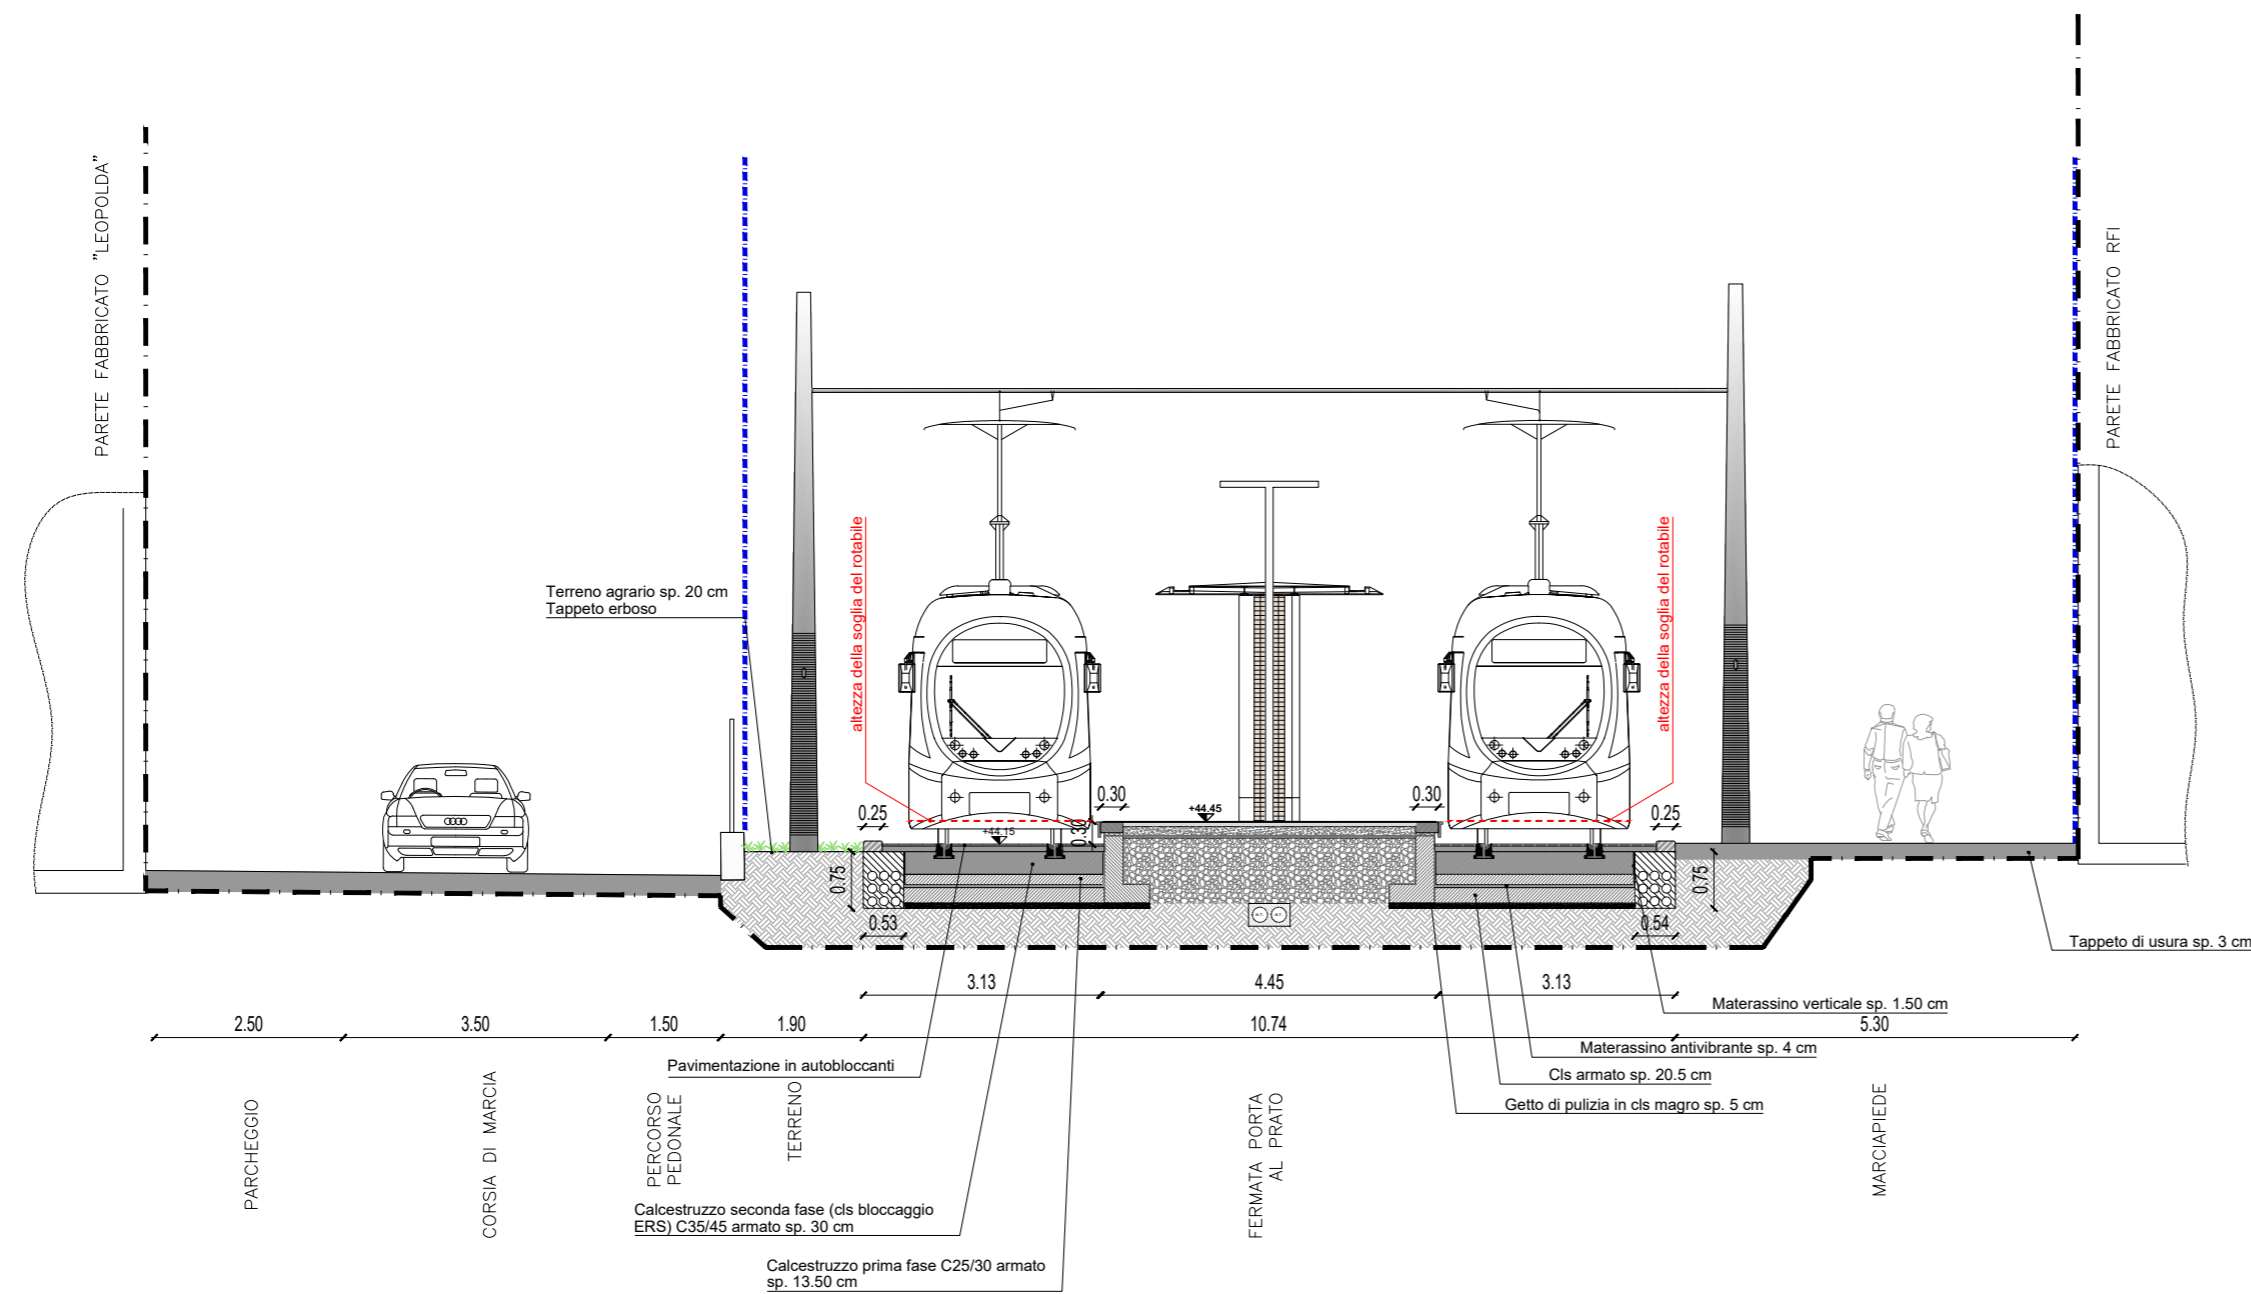 PARETE FABBRICATO "LEOPOLDA"
PARETE FABBRICATO RFI
Terreno agrario sp. 20 cm
Tappeto erboso
altezza della soglia del rotabile
altezza della soglia del rotabile
0.25
0.30
+44.45
0.30
0.25
+44.15
0.30
0.75
0.75
0.53
0.54
Tappeto di usura sp. 3 cm
3.13
4.45
3.13
Materassino verticale sp. 1.50 cm
2.50
3.50
1.50
1.90
10.74
5.30
Materassino antivibrante sp. 4 cm
Pavimentazione in autobloccanti
Cls armato sp. 20.5 cm
Getto di pulizia in cls magro sp. 5 cm
PARCHEGGIO
CORSIA DI MARCIA
PERCORSO
PEDONALE
TERRENO
FERMATA PORTA
AL PRATO
MARCIAPIEDE
Calcestruzzo seconda fase (cls bloccaggio
ERS) C35/45 armato sp. 30 cm
Calcestruzzo prima fase C25/30 armato
sp. 13.50 cm